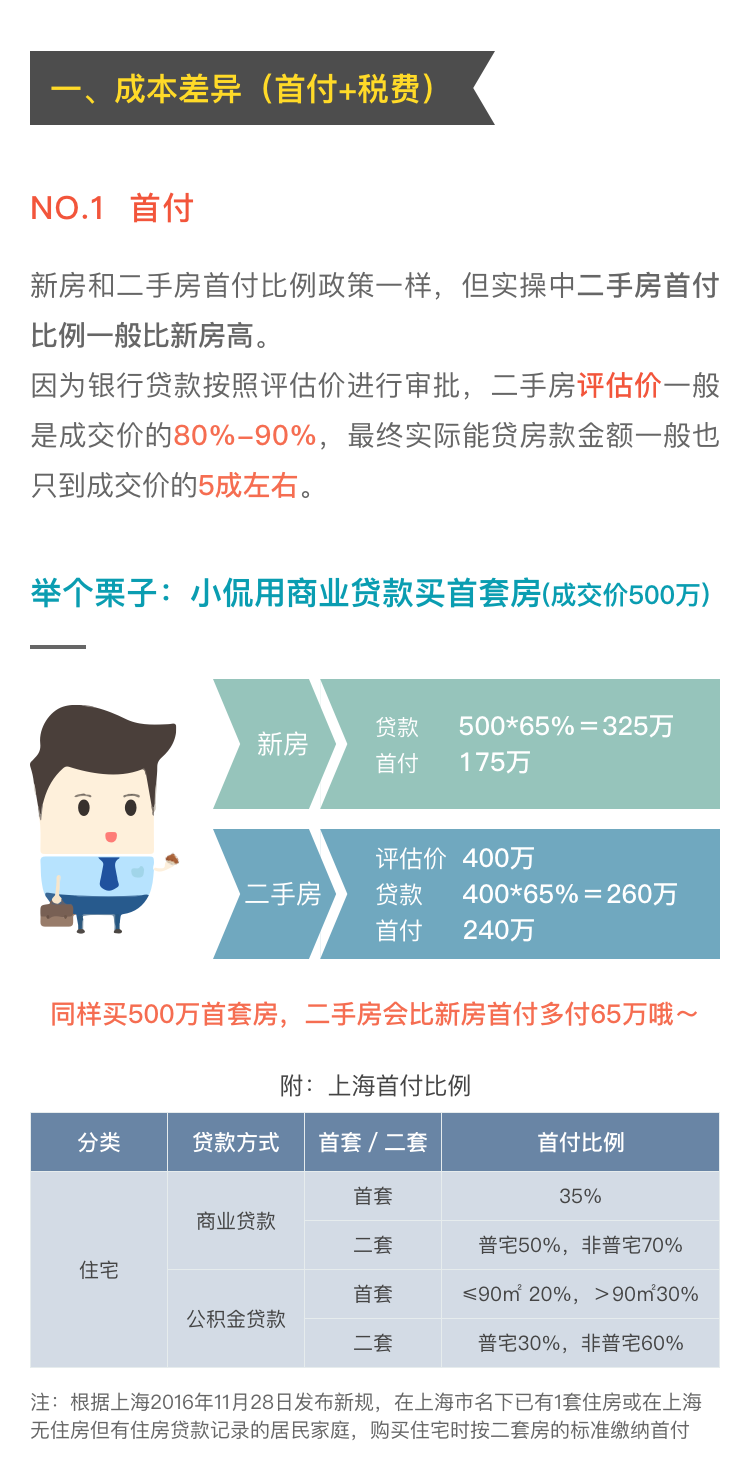 一、成本差异（首付+税费）
NO.1 首付
新房和二手房首付比例政策一样，但实操中二手房首付
比例一般比新房高。
因为银行贷款按照评估价进行审批，二手房评估价一般
是成交价的80%-90%，最终实际能贷房款金额一般也
只到成交价的5成左右。
举个栗子：小侃用商业贷款买首套房(成交价500万)
新房
贷款 500*65%＝325万
首付 175万
二手房
评估价 400万
贷款 400*65%＝260万
首付 240万
同样买500万首套房，二手房会比新房首付多付65万哦～
附：上海首付比例
分类 贷款方式 首套 / 二套 首付比例
住宅
商业贷款
首套 35%
二套 普宅50%，非普宅70%
公积金贷款
首套 ≤90㎡ 20%，＞90㎡30%
二套 普宅30%，非普宅60%
注：根据上海2016年11月28日发布新规，在上海市名下已有1套住房或在上海
无住房但有住房贷款记录的居民家庭，购买住宅时按二套房的标准缴纳首付